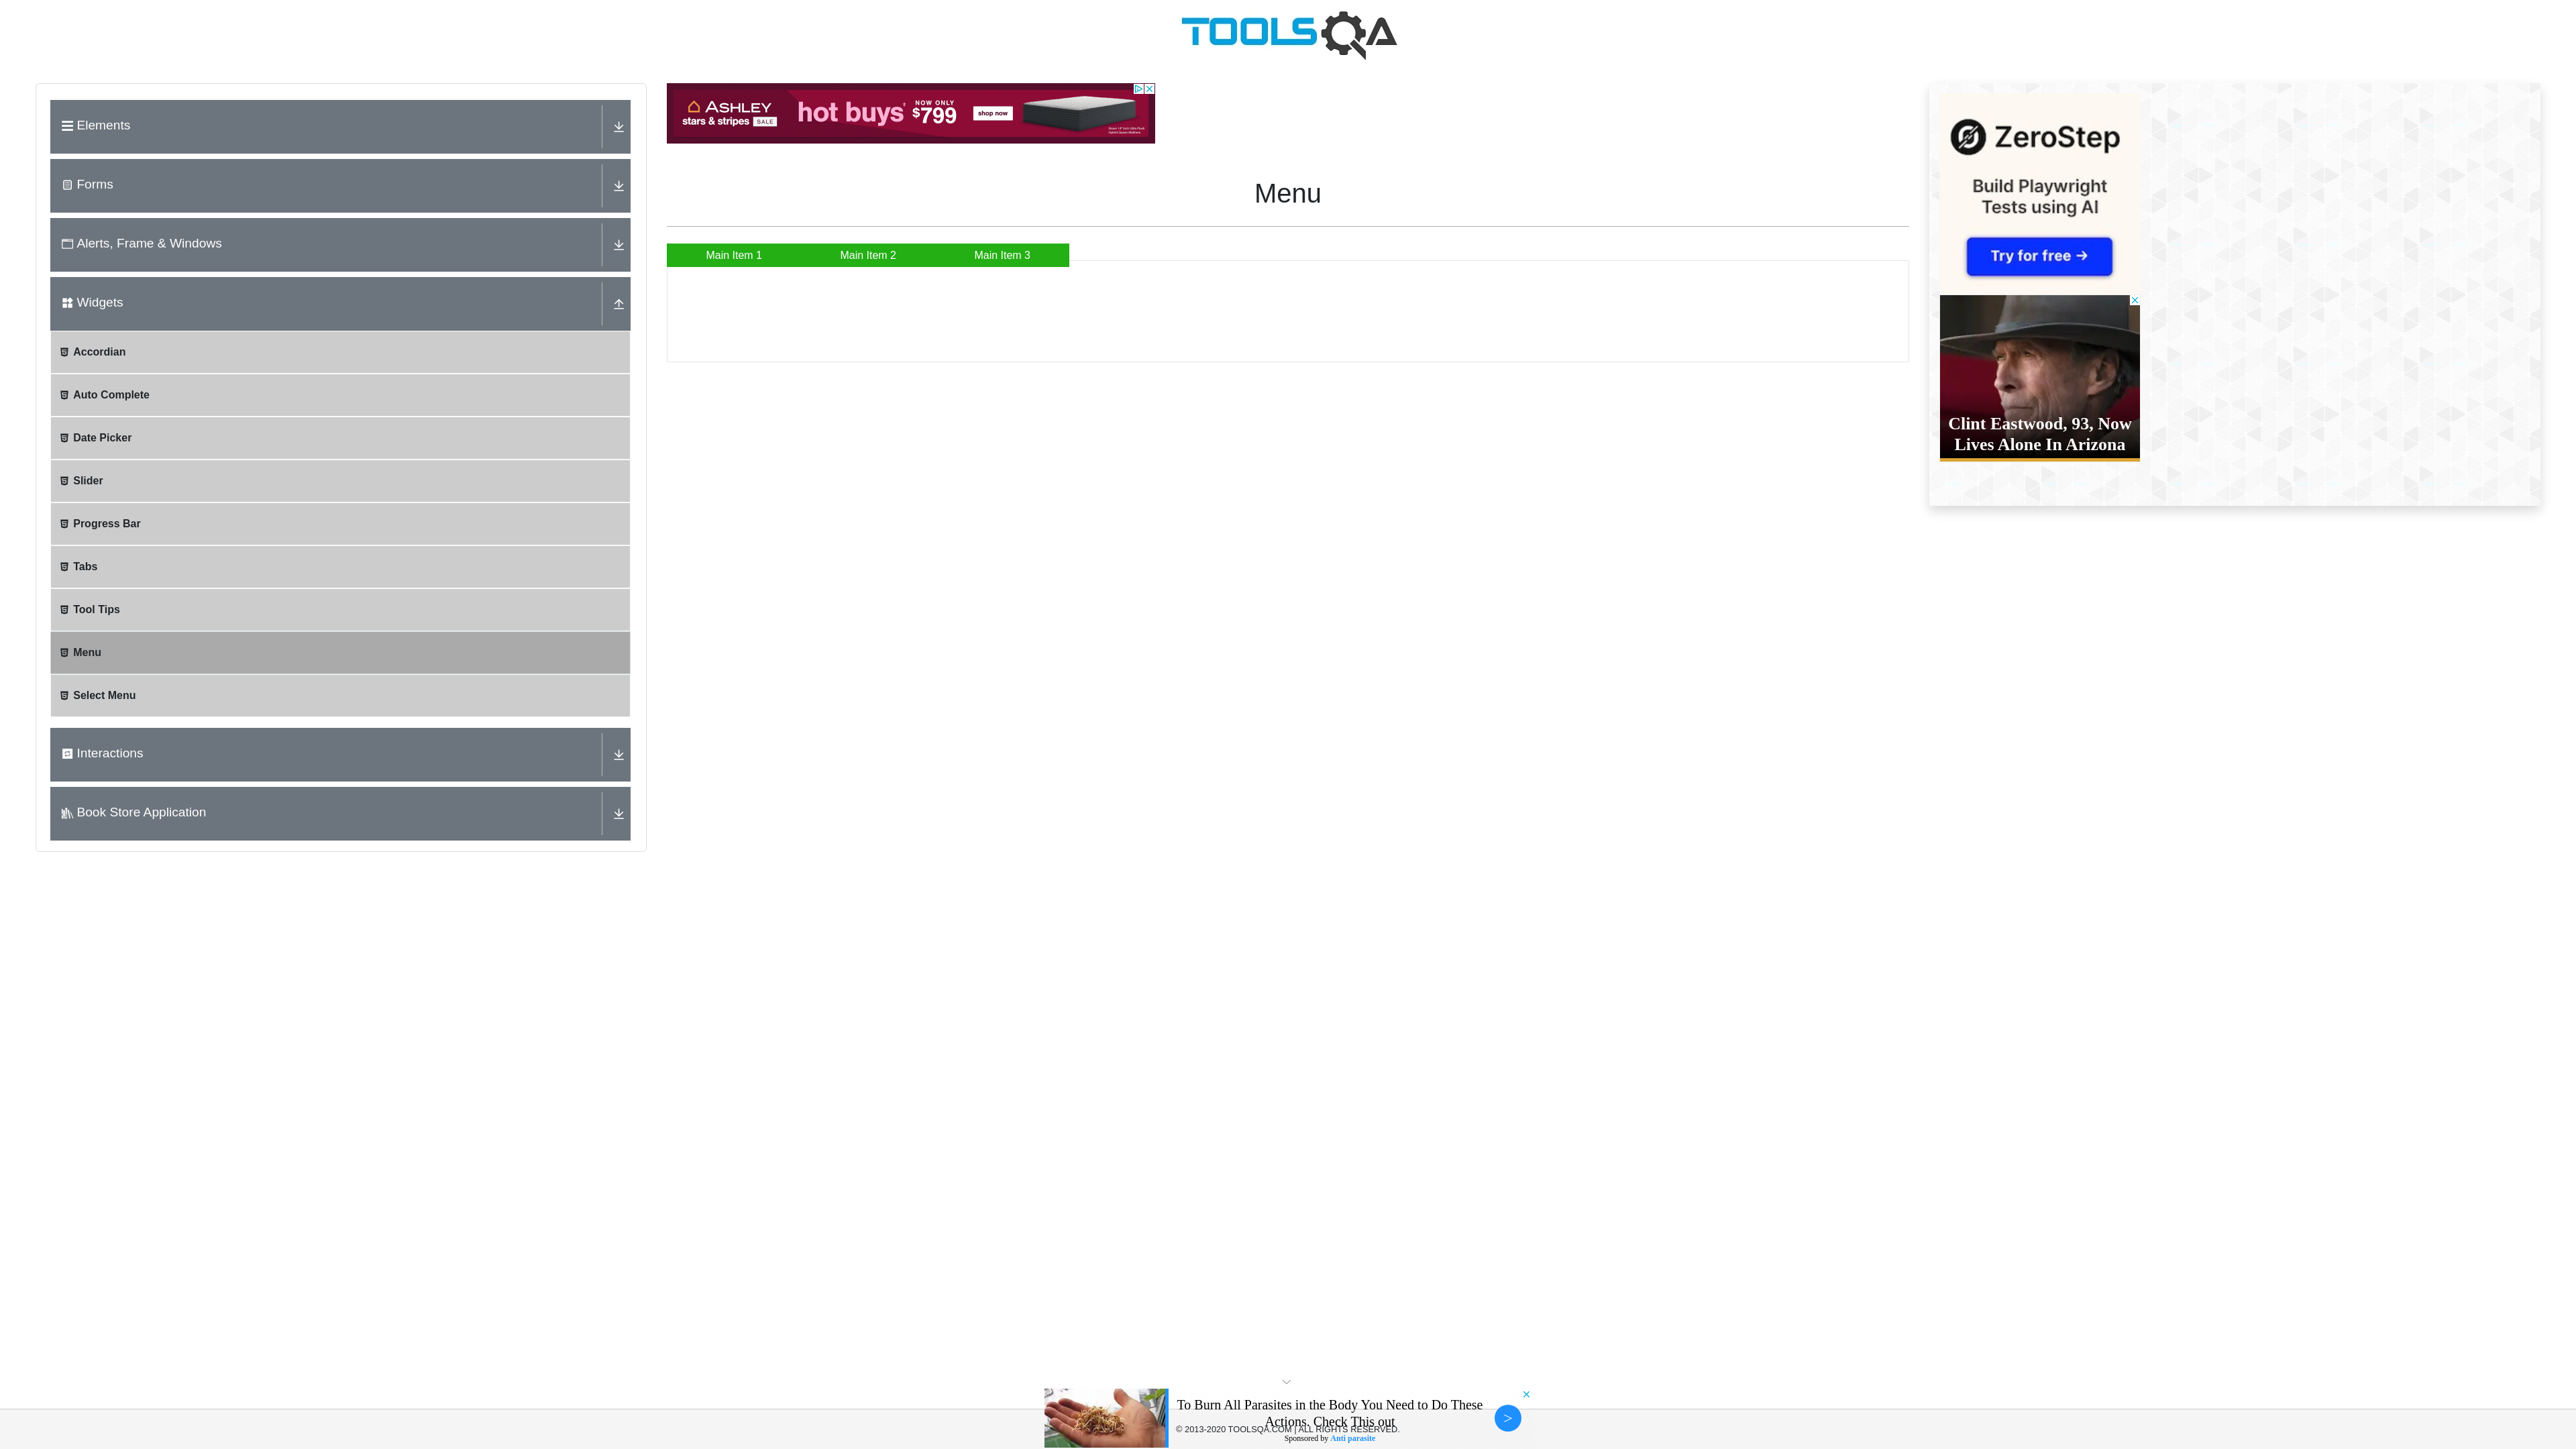 TOOLSQA
Elements
Forms
Alerts, Frame & Windows
Widgets
Accordian
Auto Complete
Date Picker
Slider
Progress Bar
Tabs
Tool Tips
Menu
Select Menu
Interactions
Book Store Application
ASHLEY
stars & stripes SALE
hot buys
NOW ONLY
$799
shop now
Menu
Main Item 1
Main Item 2
Main Item 3
ZeroStep
Build Playwright
Tests using AI
Try for free →
Clint Eastwood, 93, Now
Lives Alone In Arizona
To Burn All Parasites in the Body You Need to Do These
Actions. Check This out
© 2013-2020 TOOLSQA.COM | ALL RIGHTS RESERVED.
Sponsored by Anti parasite